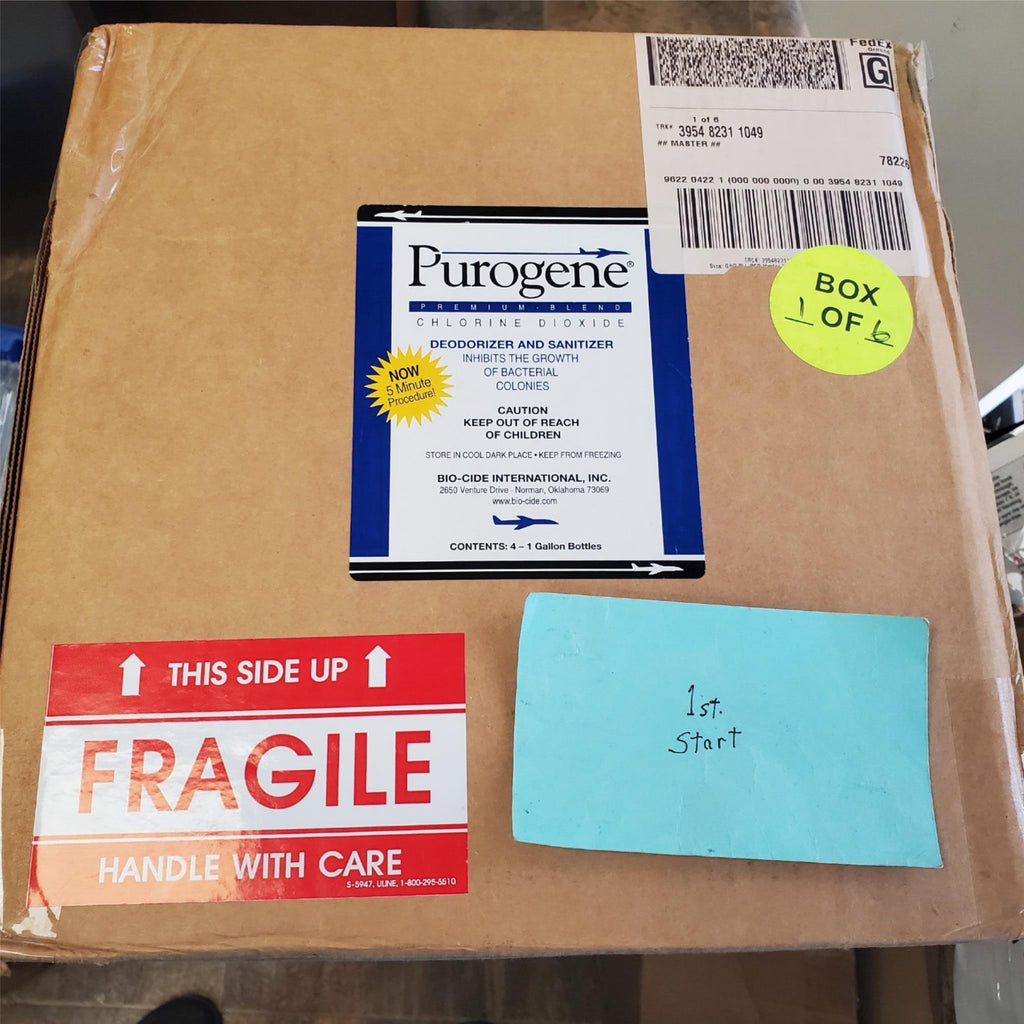 FedEx
G
1 of 6
TRK# 3954 8231 1049
## MASTER ##
78226
9622 0422 1 (000 000 0000) 0 00 3954 8231 1049
BOX
1 OF 6
Purogene®
PREMIUM · BLEND
CHLORINE DIOXIDE
DEODORIZER AND SANITIZER
INHIBITS THE GROWTH
OF BACTERIAL
COLONIES
NOW
5 Minute
Procedure!
CAUTION
KEEP OUT OF REACH
OF CHILDREN
STORE IN COOL DARK PLACE • KEEP FROM FREEZING
BIO-CIDE INTERNATIONAL, INC.
2650 Venture Drive · Norman, Oklahoma 73069
www.bio-cide.com
CONTENTS: 4 – 1 Gallon Bottles
THIS SIDE UP
FRAGILE
HANDLE WITH CARE
S-5947, ULINE, 1-800-295-5510
1st.
Start